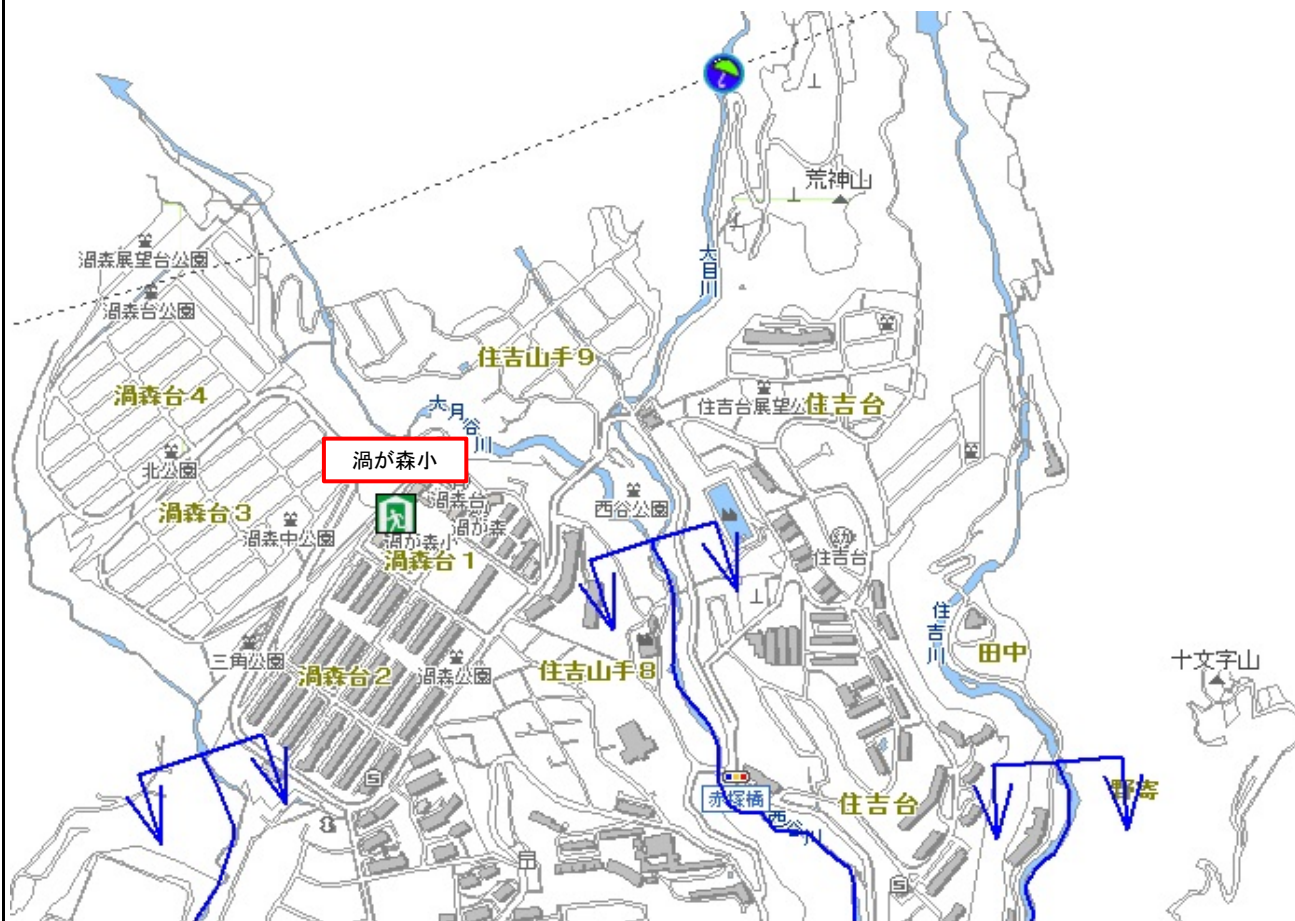 荒神山
渦森展望台公園
大目川
渦森台公園
住吉山手9
渦森台4
大月谷川
住吉台展望公
住吉台
渦が森小
北公園
渦森台
西谷公園
渦森台3
渦が森
渦森中公園
渦が森小
住吉台
渦森台1
住吉川
田中
三角公園
渦森台2
渦森公園
住吉山手8
十文字山
野寄
赤塚橋
住吉台
西谷川